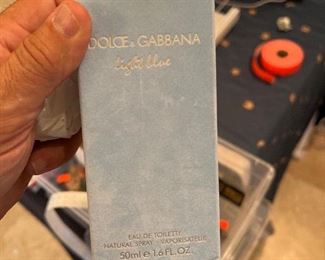 DOLCE & GABBANA
light blue
EAU DE TOILETTE
NATURAL SPRAY - VAPORISATEUR
50ml e 1.6 FL. OZ.